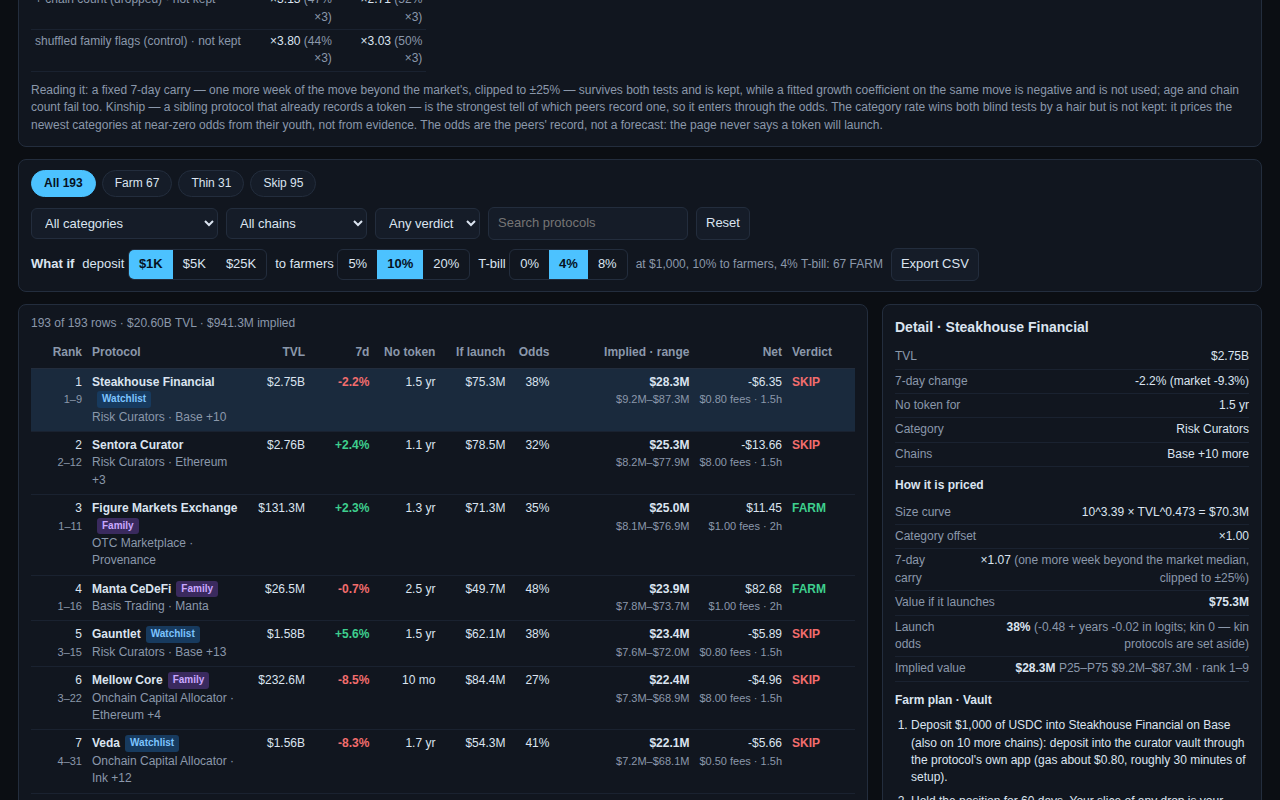 ×3) ×3)
shuffled family flags (control) · not kept ×3.80 (44% ×3.03 (50%
×3) ×3)
Reading it: a fixed 7-day carry — one more week of the move beyond the market's, clipped to ±25% — survives both tests and is kept, while a fitted growth coefficient on the same move is negative and is not used; age and chain
count fail too. Kinship — a sibling protocol that already records a token — is the strongest tell of which peers record one, so it enters through the odds. The category rate wins both blind tests by a hair but is not kept: it prices the
newest categories at near-zero odds from their youth, not from evidence. The odds are the peers' record, not a forecast: the page never says a token will launch.
All 193 Farm 67 Thin 31 Skip 95
All categories All chains Any verdict Search protocols Reset
What if deposit $1K $5K $25K to farmers 5% 10% 20% T-bill 0% 4% 8% at $1,000, 10% to farmers, 4% T-bill: 67 FARM Export CSV
193 of 193 rows · $20.60B TVL · $941.3M implied
Rank Protocol TVL 7d No token If launch Odds Implied · range Net Verdict
1 Steakhouse Financial $2.75B -2.2% 1.5 yr $75.3M 38% $28.3M -$6.35 SKIP
1–9 Watchlist $9.2M–$87.3M $0.80 fees · 1.5h
Risk Curators · Base +10
2 Sentora Curator $2.76B +2.4% 1.1 yr $78.5M 32% $25.3M -$13.66 SKIP
2–12 Risk Curators · Ethereum $8.2M–$77.9M $8.00 fees · 1.5h
+3
3 Figure Markets Exchange $131.3M +2.3% 1.3 yr $71.3M 35% $25.0M $11.45 FARM
1–11 Family $8.1M–$76.9M $1.00 fees · 2h
OTC Marketplace ·
Provenance
4 Manta CeDeFi Family $26.5M -0.7% 2.5 yr $49.7M 48% $23.9M $82.68 FARM
1–16 Basis Trading · Manta $7.8M–$73.7M $1.00 fees · 2h
5 Gauntlet Watchlist $1.58B +5.6% 1.5 yr $62.1M 38% $23.4M -$5.89 SKIP
3–15 Risk Curators · Base +13 $7.6M–$72.0M $0.80 fees · 1.5h
6 Mellow Core Family $232.6M -8.5% 10 mo $84.4M 27% $22.4M -$4.96 SKIP
3–22 Onchain Capital Allocator · $7.3M–$68.9M $8.00 fees · 1.5h
Ethereum +4
7 Veda Watchlist $1.56B -8.3% 1.7 yr $54.3M 41% $22.1M -$5.66 SKIP
4–31 Onchain Capital Allocator · $7.2M–$68.1M $0.50 fees · 1.5h
Ink +12
Detail · Steakhouse Financial
TVL $2.75B
7-day change -2.2% (market -9.3%)
No token for 1.5 yr
Category Risk Curators
Chains Base +10 more
How it is priced
Size curve 10^3.39 × TVL^0.473 = $70.3M
Category offset ×1.00
7-day ×1.07 (one more week beyond the market median,
carry clipped to ±25%)
Value if it launches $75.3M
Launch 38% (-0.48 + years -0.02 in logits; kin 0 — kin
odds protocols are set aside)
Implied value $28.3M P25–P75 $9.2M–$87.3M · rank 1–9
Farm plan · Vault
1. Deposit $1,000 of USDC into Steakhouse Financial on Base
(also on 10 more chains): deposit into the curator vault through
the protocol's own app (gas about $0.80, roughly 30 minutes of
setup).